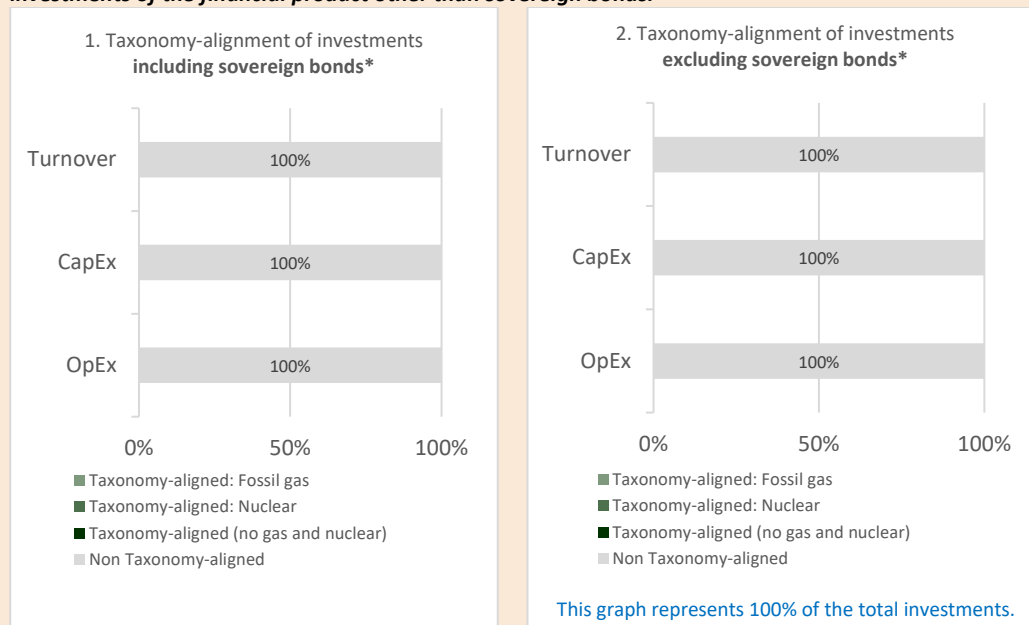 investments of the financial product other than sovereign bonds.
1. Taxonomy-alignment of investments
including sovereign bonds*
Turnover
100%
CapEx
100%
OpEx
100%
0% 50% 100%
Taxonomy-aligned: Fossil gas
Taxonomy-aligned: Nuclear
Taxonomy-aligned (no gas and nuclear)
Non Taxonomy-aligned
2. Taxonomy-alignment of investments
excluding sovereign bonds*
Turnover
100%
CapEx
100%
OpEx
100%
0% 50% 100%
Taxonomy-aligned: Fossil gas
Taxonomy-aligned: Nuclear
Taxonomy-aligned (no gas and nuclear)
Non Taxonomy-aligned
This graph represents 100% of the total investments.